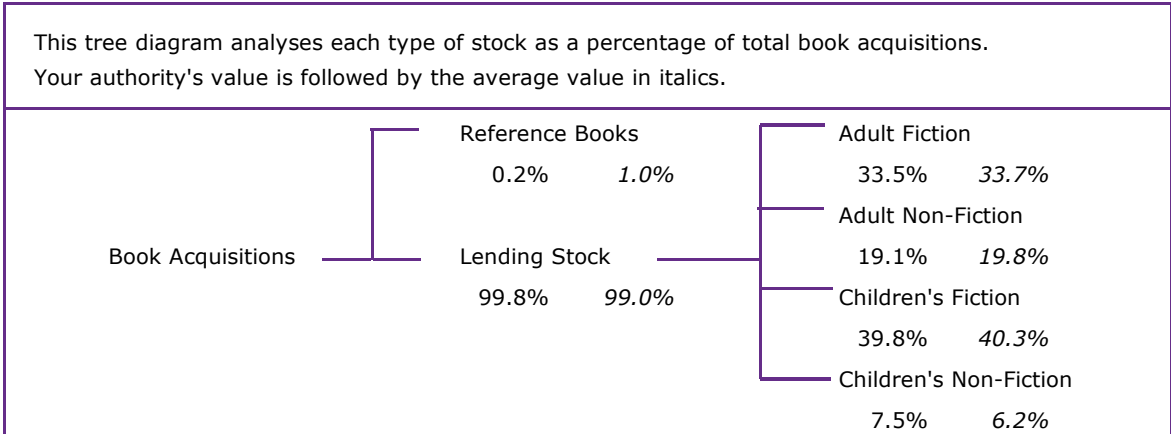 This tree diagram analyses each type of stock as a percentage of total book acquisitions.
Your authority's value is followed by the average value in italics.
Reference Books
0.2% 1.0%
Book Acquisitions
Lending Stock
99.8% 99.0%
Adult Fiction
33.5% 33.7%
Adult Non-Fiction
19.1% 19.8%
Children's Fiction
39.8% 40.3%
Children's Non-Fiction
7.5% 6.2%